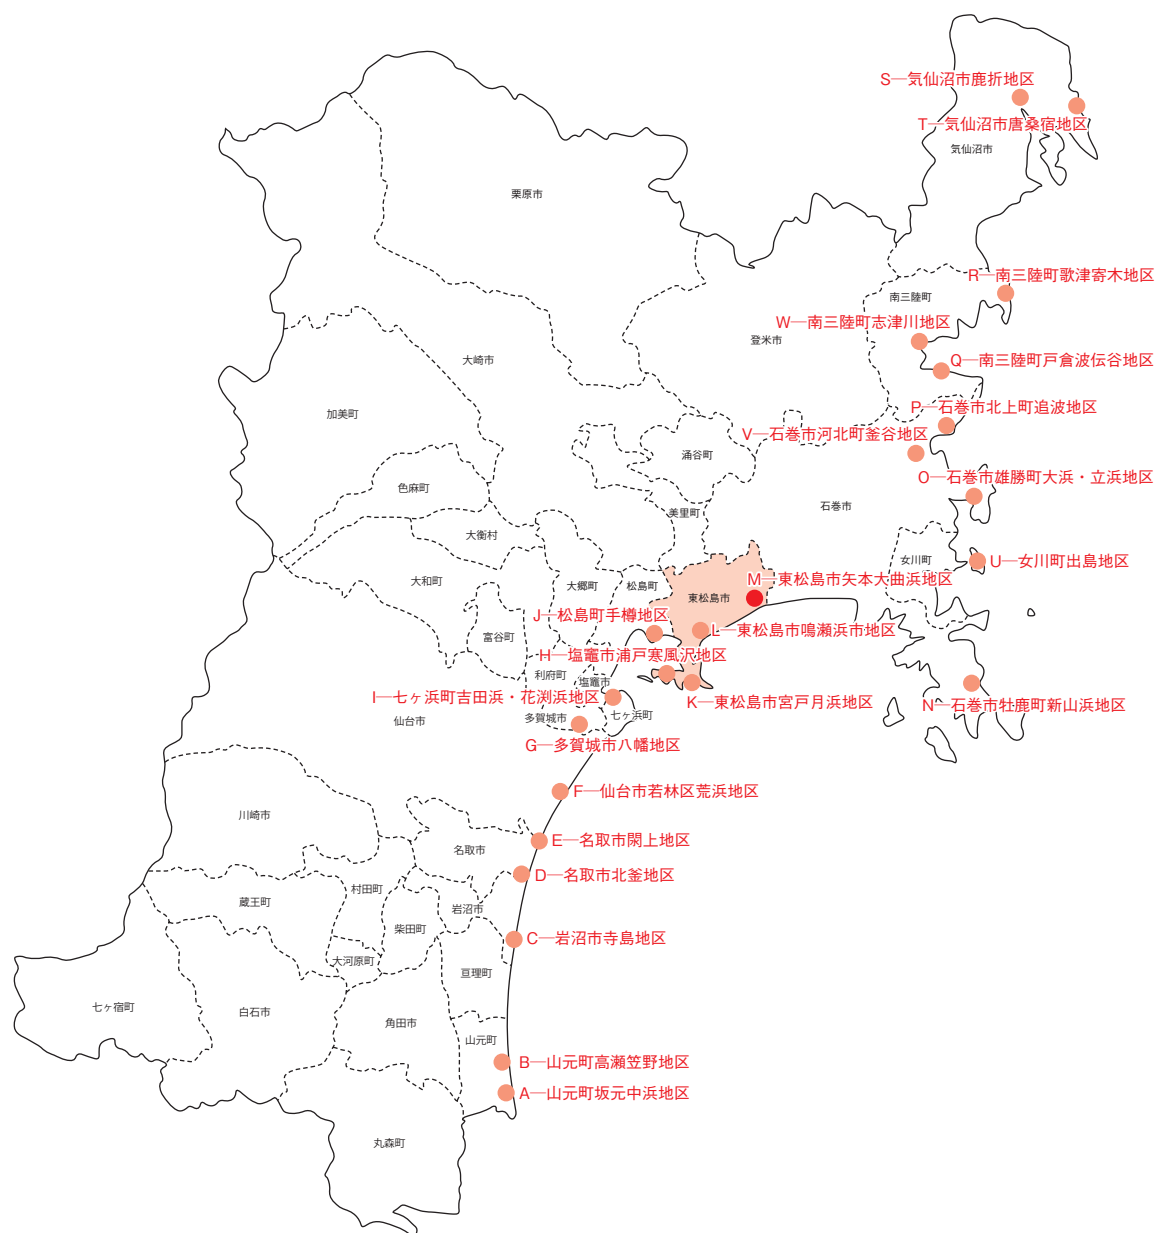 S─気仙沼市鹿折地区
T─気仙沼市唐桑宿地区
気仙沼市
栗原市
R─南三陸町歌津寄木地区
南三陸町
W─南三陸町志津川地区
登米市
Q─南三陸町戸倉波伝谷地区
大崎市
加美町
P─石巻市北上町追波地区
V─石巻市河北町釜谷地区
涌谷町
O─石巻市雄勝町大浜・立浜地区
色麻町
石巻市
美里町
大衡村
女川町
U─女川町出島地区
大和町
大郷町
松島町
M─東松島市矢本大曲浜地区
東松島市
J─松島町手樽地区
L─東松島市鳴瀬浜市地区
富谷町
H─塩竈市浦戸寒風沢地区
利府町
塩竈市
I─七ヶ浜町吉田浜・花渕浜地区
K─東松島市宮戸月浜地区
N─石巻市牡鹿町新山浜地区
仙台市
多賀城市
七ヶ浜町
G─多賀城市八幡地区
F─仙台市若林区荒浜地区
川崎市
E─名取市閖上地区
名取市
D─名取市北釜地区
村田町
蔵王町
岩沼市
柴田町
C─岩沼市寺島地区
大河原町
亘理町
七ヶ宿町
白石市
角田市
山元町
B─山元町高瀬笠野地区
A─山元町坂元中浜地区
丸森町